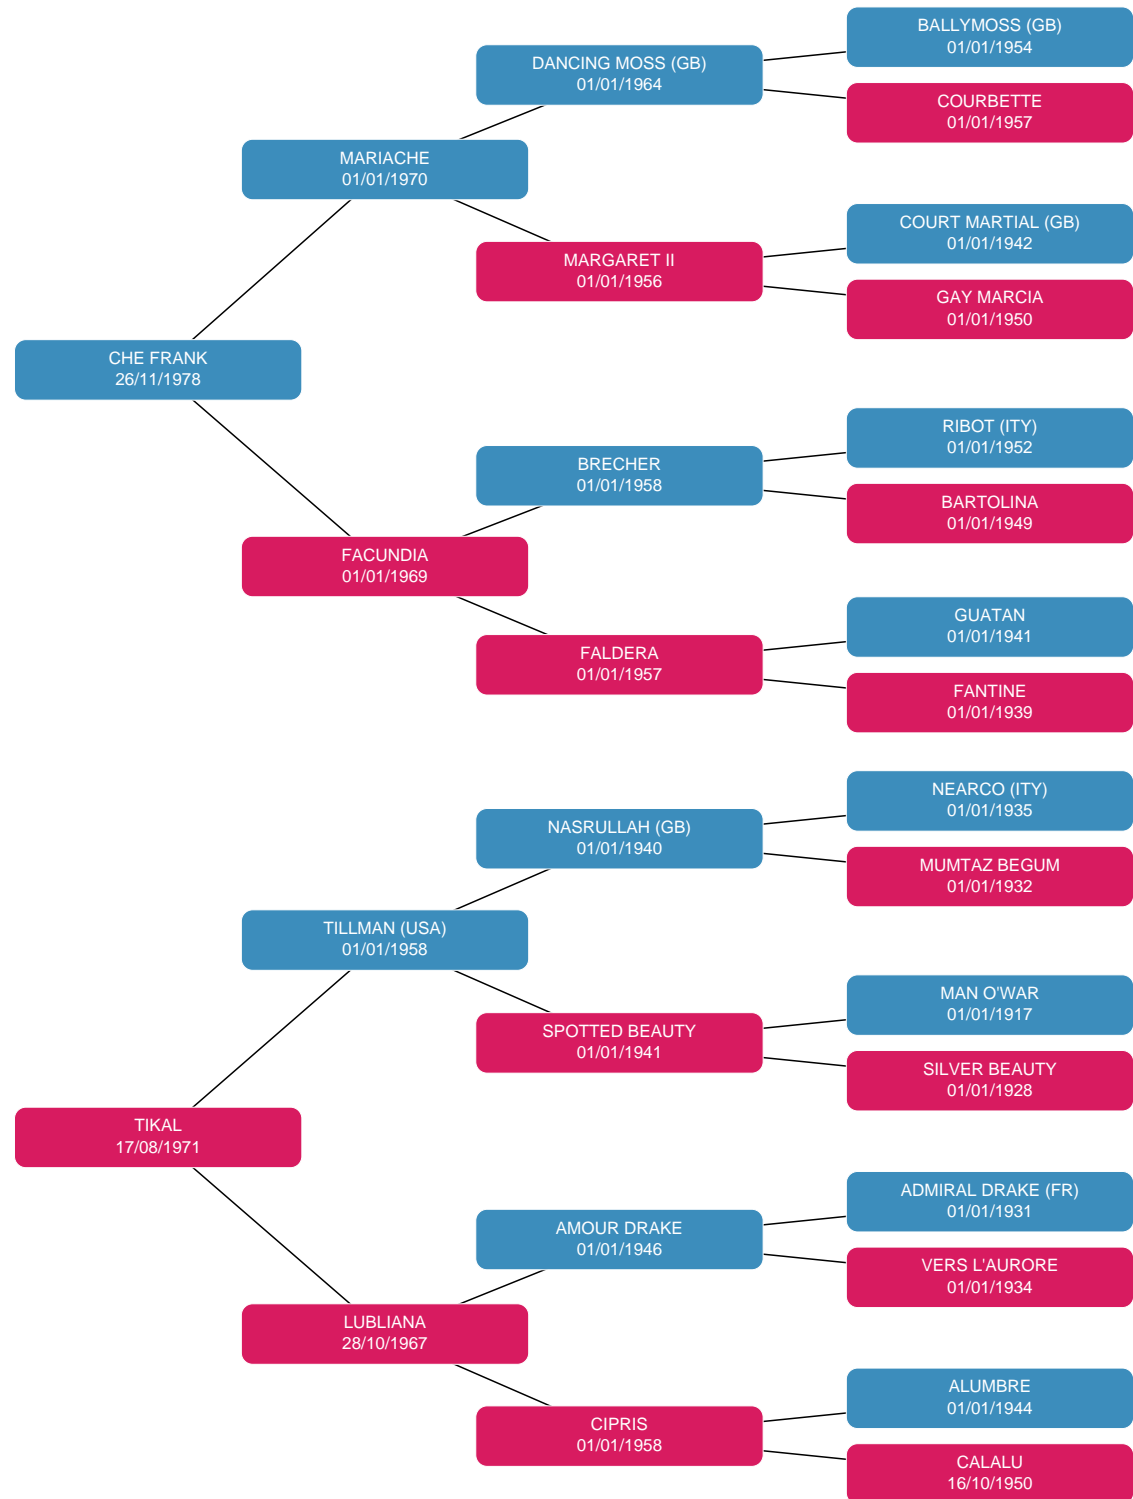 BALLYMOSS (GB)
01/01/1954
DANCING MOSS (GB)
01/01/1964
COURBETTE
01/01/1957
MARIACHE
01/01/1970
COURT MARTIAL (GB)
01/01/1942
MARGARET II
01/01/1956
GAY MARCIA
01/01/1950
CHE FRANK
26/11/1978
RIBOT (ITY)
01/01/1952
BRECHER
01/01/1958
BARTOLINA
01/01/1949
FACUNDIA
01/01/1969
GUATAN
01/01/1941
FALDERA
01/01/1957
FANTINE
01/01/1939
NEARCO (ITY)
01/01/1935
NASRULLAH (GB)
01/01/1940
MUMTAZ BEGUM
01/01/1932
TILLMAN (USA)
01/01/1958
MAN O'WAR
01/01/1917
SPOTTED BEAUTY
01/01/1941
SILVER BEAUTY
01/01/1928
TIKAL
17/08/1971
ADMIRAL DRAKE (FR)
01/01/1931
AMOUR DRAKE
01/01/1946
VERS L'AURORE
01/01/1934
LUBLIANA
28/10/1967
ALUMBRE
01/01/1944
CIPRIS
01/01/1958
CALALU
16/10/1950